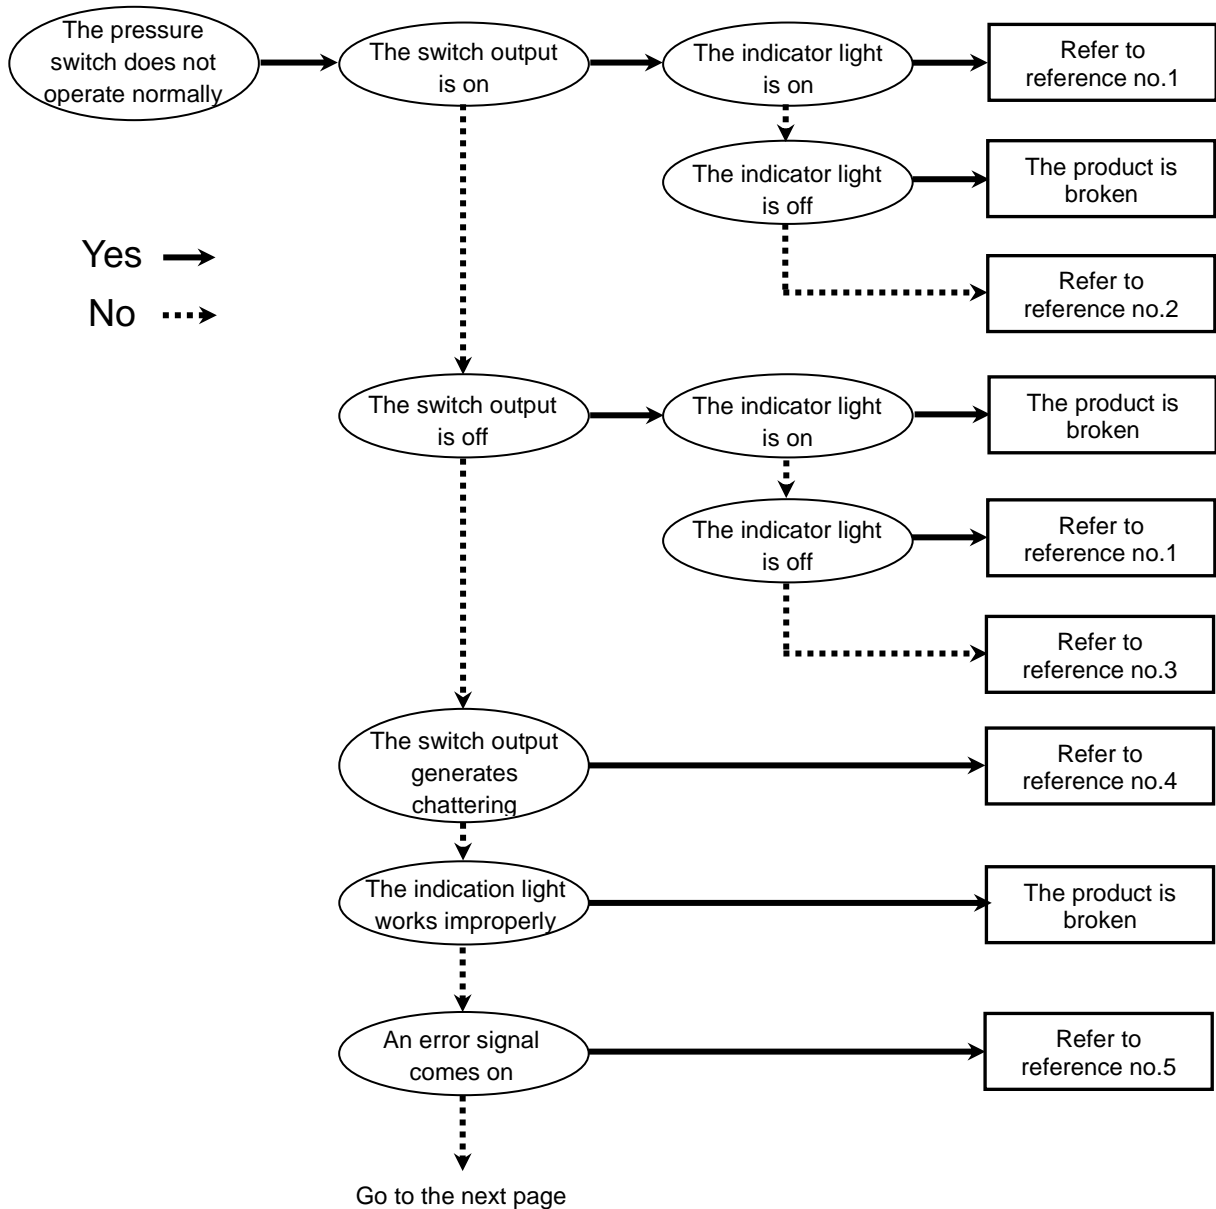 The pressure
switch does not
operate normally
The switch output
is on
The indicator light
is on
Refer to
reference no.1
The indicator light
is off
The product is
broken
Yes
No
Refer to
reference no.2
The switch output
is off
The indicator light
is on
The product is
broken
The indicator light
is off
Refer to
reference no.1
Refer to
reference no.3
The switch output
generates
chattering
Refer to
reference no.4
The indication light
works improperly
The product is
broken
An error signal
comes on
Refer to
reference no.5
Go to the next page